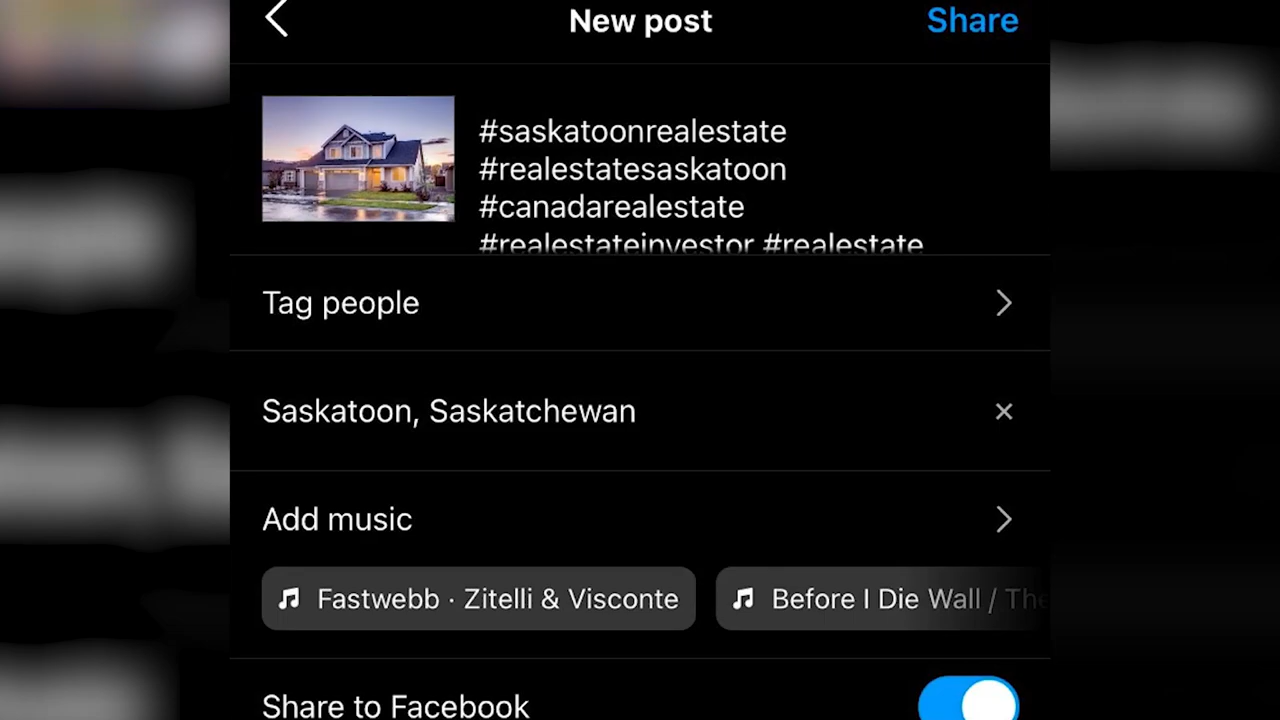 New post
Share
#saskatoonrealestate
#realestatesaskatoon
#canadarealestate
#realestateinvestor #realestate
Tag people
Saskatoon, Saskatchewan
Add music
Fastwebb · Zitelli & Visconte
Before I Die Wall / The
Share to Facebook